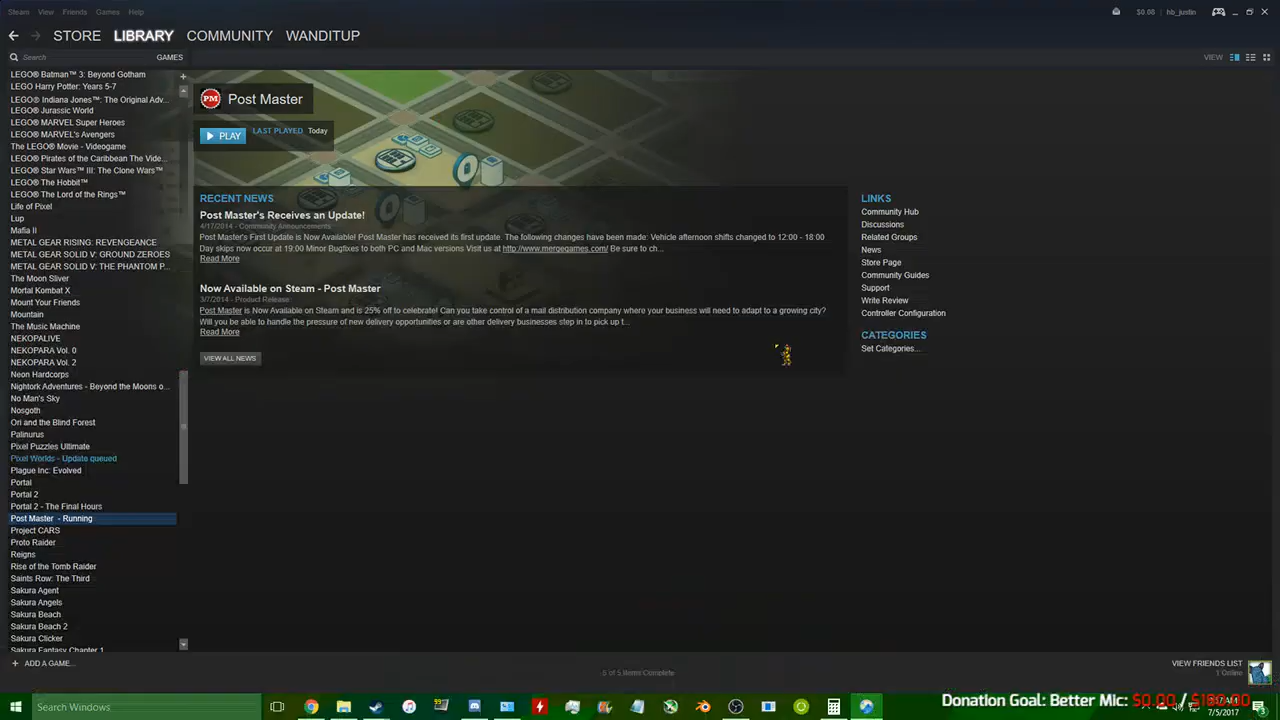 Steam View Friends Games Help
$0.08 hb_justin
STORE LIBRARY COMMUNITY WANDITUP
Search GAMES
VIEW
LEGO® Batman™ 3: Beyond Gotham
LEGO Harry Potter: Years 5-7
LEGO® Indiana Jones™: The Original Adv...
LEGO® Jurassic World
LEGO® MARVEL Super Heroes
LEGO® MARVEL's Avengers
The LEGO® Movie - Videogame
LEGO® Pirates of the Caribbean The Vide...
LEGO® Star Wars™ III: The Clone Wars™
LEGO® The Hobbit™
LEGO® The Lord of the Rings™
Life of Pixel
Lup
Mafia II
METAL GEAR RISING: REVENGEANCE
METAL GEAR SOLID V: GROUND ZEROES
METAL GEAR SOLID V: THE PHANTOM P...
The Moon Sliver
Mortal Kombat X
Mount Your Friends
Mountain
The Music Machine
NEKOPALIVE
NEKOPARA Vol. 0
NEKOPARA Vol. 2
Neon Hardcorps
Nightork Adventures - Beyond the Moons o...
No Man's Sky
Nosgoth
Ori and the Blind Forest
Palinurus
Pixel Puzzles Ultimate
Pixel Worlds - Update queued
Plague Inc: Evolved
Portal
Portal 2
Portal 2 - The Final Hours
Post Master - Running
Project CARS
Proto Raider
Reigns
Rise of the Tomb Raider
Saints Row: The Third
Sakura Agent
Sakura Angels
Sakura Beach
Sakura Beach 2
Sakura Clicker
Sakura Fantasy Chapter 1
+ ADD A GAME...
PM Post Master
PLAY LAST PLAYED Today
RECENT NEWS
Post Master's Receives an Update!
4/17/2014 - Community Announcements
Post Master's First Update is Now Available! Post Master has received its first update. The following changes have been made: Vehicle afternoon shifts changed to 12:00 - 18:00
Day skips now occur at 19:00 Minor Bugfixes to both PC and Mac versions Visit us at http://www.mergegames.com/ Be sure to ch...
Read More
Now Available on Steam - Post Master
3/7/2014 - Product Release
Post Master is Now Available on Steam and is 25% off to celebrate! Can you take control of a mail distribution company where your business will need to adapt to a growing city?
Will you be able to handle the pressure of new delivery opportunities or are other delivery businesses step in to pick up t...
Read More
VIEW ALL NEWS
LINKS
Community Hub
Discussions
Related Groups
News
Store Page
Community Guides
Support
Write Review
Controller Configuration
CATEGORIES
Set Categories...
5 of 5 Items Complete
VIEW FRIENDS LIST
1 Online
Search Windows
Donation Goal: Better Mic: $0.00 / $180.00
7/5/2017